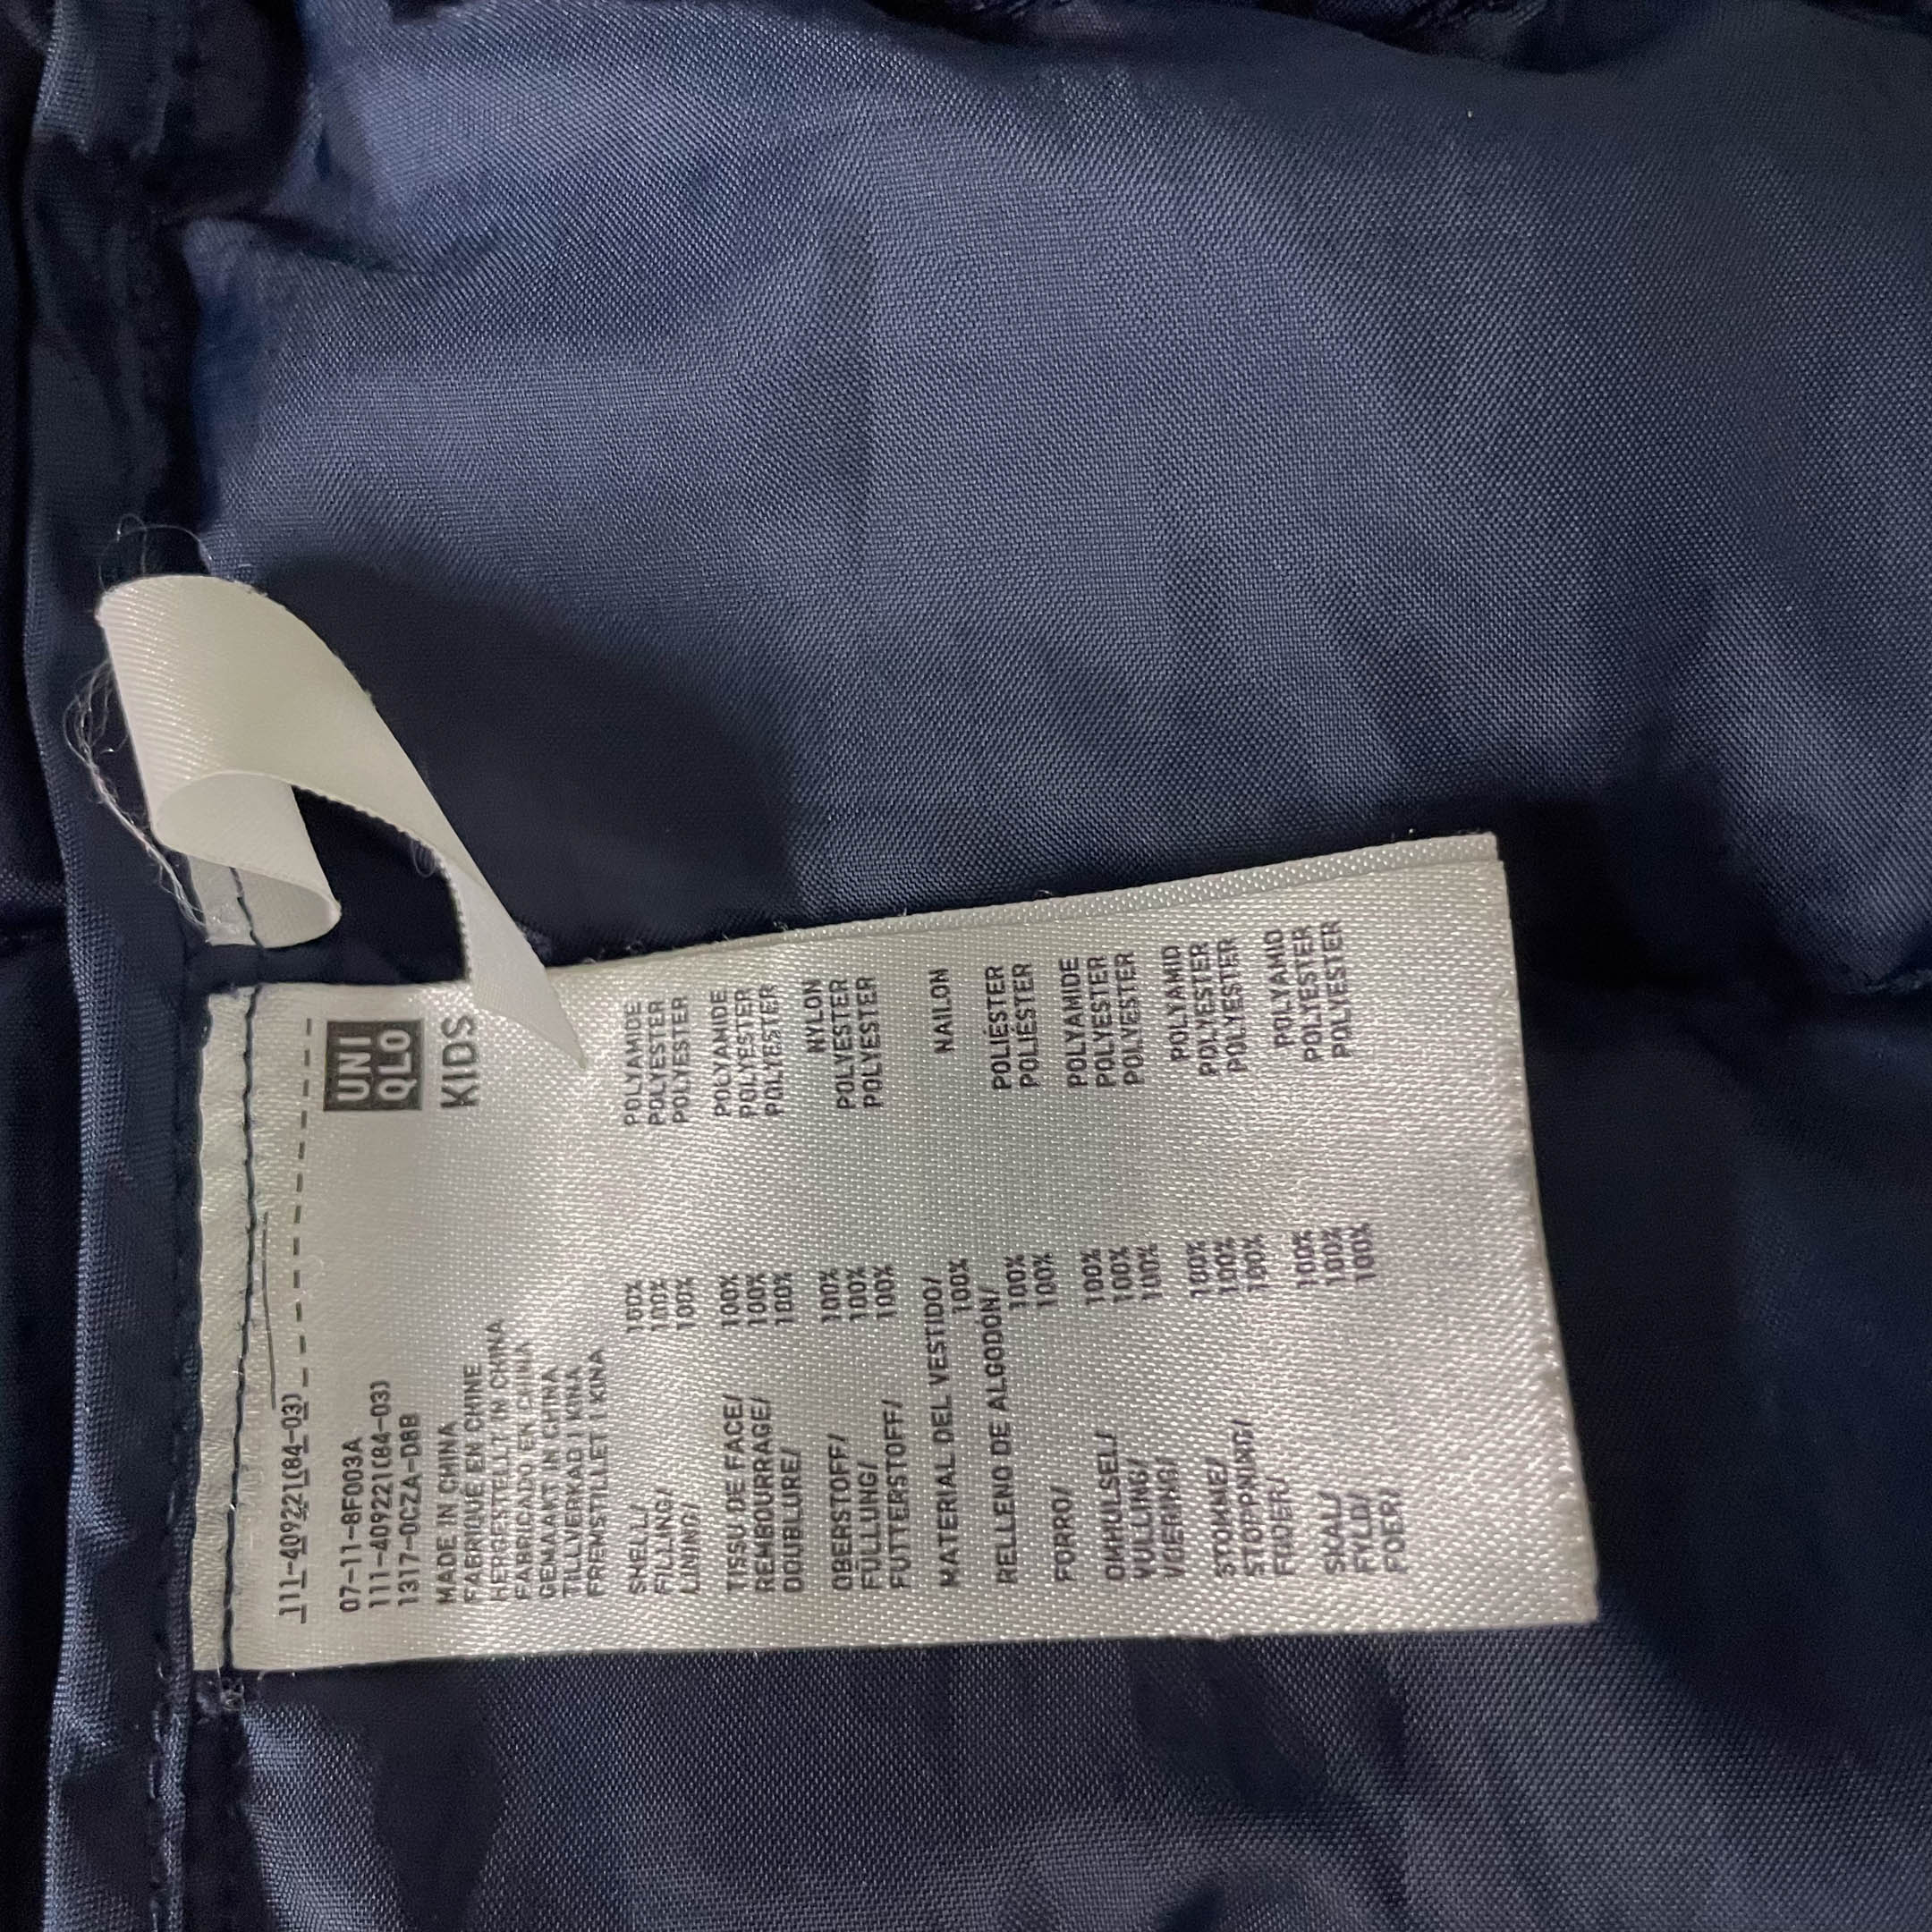 111-409221(84-03)
UNI
QLO
KIDS
07-11-8F003A
111-409221(84-03)
1317-0CZA-DBB
MADE IN CHINA
FABRIQUÉ EN CHINE
HERGESTELLT IN CHINA
FABRICADO EN CHINA
GEMAAKT IN CHINA
TILLVERKAD I KINA
FREMSTILLET I KINA
SHELL/ 100% POLYAMIDE
FILLING/ 100% POLYESTER
LINING/ 100% POLYESTER
TISSU DE FACE/ 100% POLYAMIDE
REMBOURRAGE/ 100% POLYESTER
DOUBLURE/ 100% POLYESTER
OBERSTOFF/ 100% NYLON
FÜLLUNG/ 100% POLYESTER
FUTTERSTOFF/ 100% POLYESTER
MATERIAL DEL VESTIDO/
100% NAILON
RELLENO DE ALGODÓN/
100% POLIÉSTER
FORRO/ 100% POLIÉSTER
OMHULSEL/ 100% POLYAMIDE
VULLING/ 100% POLYESTER
VOERING/ 100% POLYESTER
STOMME/ 100% POLYAMID
STOPPNING/ 100% POLYESTER
FODER/ 100% POLYESTER
SKAL/ 100% POLYAMID
FYLD/ 100% POLYESTER
FOER/ 100% POLYESTER